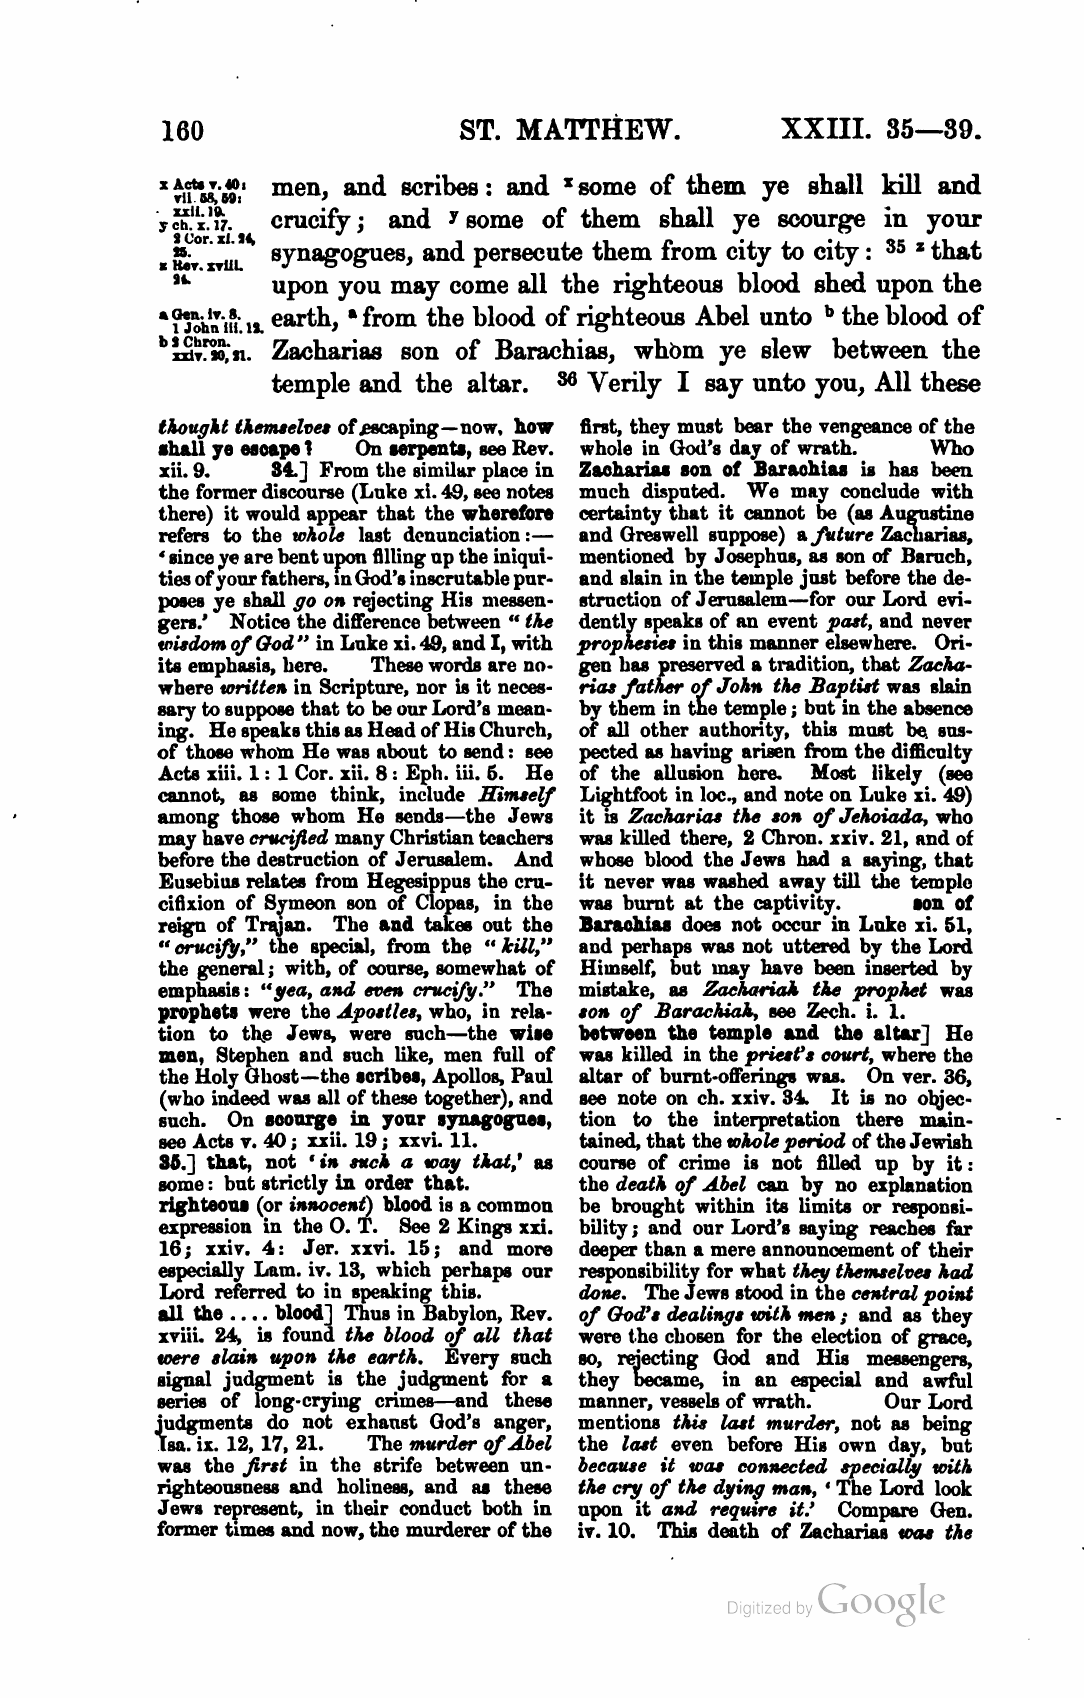 160 ST. MATTHEW. XXIII. 35—39.
x Acts v. 40:
vii. 58, 59:
xxii. 19.
y ch. x. 17.
2 Cor. xi. 24,
25.
z Rev. xviii.
24.
a Gen. iv. 8.
1 John iii. 12.
b 2 Chron.
xxiv. 20, 21.
men, and scribes: and x some of them ye shall kill and
crucify; and y some of them shall ye scourge in your
synagogues, and persecute them from city to city: 35 z that
upon you may come all the righteous blood shed upon the
earth, a from the blood of righteous Abel unto b the blood of
Zacharias son of Barachias, whom ye slew between the
temple and the altar. 36 Verily I say unto you, All these
thought themselves of escaping—now, how
shall ye escape? On serpents, see Rev.
xii. 9. 34.] From the similar place in
the former discourse (Luke xi. 49, see notes
there) it would appear that the wherefore
refers to the whole last denunciation:—
'since ye are bent upon filling up the iniqui-
ties of your fathers, in God's inscrutable pur-
poses ye shall go on rejecting His messen-
gers.' Notice the difference between "the
wisdom of God" in Luke xi. 49, and I, with
its emphasis, here. These words are no-
where written in Scripture, nor is it neces-
sary to suppose that to be our Lord's mean-
ing. He speaks this as Head of His Church,
of those whom He was about to send: see
Acts xiii. 1: 1 Cor. xii. 8: Eph. iii. 5. He
cannot, as some think, include Himself
among those whom He sends—the Jews
may have crucified many Christian teachers
before the destruction of Jerusalem. And
Eusebius relates from Hegesippus the cru-
cifixion of Symeon son of Clopas, in the
reign of Trajan. The and takes out the
"crucify," the special, from the "kill,"
the general; with, of course, somewhat of
emphasis: "yea, and even crucify." The
prophets were the Apostles, who, in rela-
tion to the Jews, were such—the wise
men, Stephen and such like, men full of
the Holy Ghost—the scribes, Apollos, Paul
(who indeed was all of these together), and
such. On scourge in your synagogues,
see Acts v. 40; xxii. 19; xxvi. 11.
35.] that, not 'in such a way that,' as
some: but strictly in order that.
righteous (or innocent) blood is a common
expression in the O. T. See 2 Kings xxi.
16; xxiv. 4: Jer. xxvi. 15; and more
especially Lam. iv. 13, which perhaps our
Lord referred to in speaking this.
all the .... blood] Thus in Babylon, Rev.
xviii. 24, is found the blood of all that
were slain upon the earth. Every such
signal judgment is the judgment for a
series of long-crying crimes—and these
judgments do not exhaust God's anger,
Isa. ix. 12, 17, 21. The murder of Abel
was the first in the strife between un-
righteousness and holiness, and as these
Jews represent, in their conduct both in
former times and now, the murderer of the
first, they must bear the vengeance of the
whole in God's day of wrath. Who
Zacharias son of Barachias is has been
much disputed. We may conclude with
certainty that it cannot be (as Augustine
and Greswell suppose) a future Zacharias,
mentioned by Josephus, as son of Baruch,
and slain in the temple just before the de-
struction of Jerusalem—for our Lord evi-
dently speaks of an event past, and never
prophesies in this manner elsewhere. Ori-
gen has preserved a tradition, that Zacha-
rias father of John the Baptist was slain
by them in the temple; but in the absence
of all other authority, this must be sus-
pected as having arisen from the difficulty
of the allusion here. Most likely (see
Lightfoot in loc., and note on Luke xi. 49)
it is Zacharias the son of Jehoiada, who
was killed there, 2 Chron. xxiv. 21, and of
whose blood the Jews had a saying, that
it never was washed away till the temple
was burnt at the captivity. son of
Barachias does not occur in Luke xi. 51,
and perhaps was not uttered by the Lord
Himself, but may have been inserted by
mistake, as Zachariah the prophet was
son of Barachiah, see Zech. i. 1.
between the temple and the altar] He
was killed in the priest's court, where the
altar of burnt-offerings was. On ver. 36,
see note on ch. xxiv. 34. It is no objec-
tion to the interpretation there main-
tained, that the whole period of the Jewish
course of crime is not filled up by it:
the death of Abel can by no explanation
be brought within its limits or responsi-
bility; and our Lord's saying reaches far
deeper than a mere announcement of their
responsibility for what they themselves had
done. The Jews stood in the central point
of God's dealings with men; and as they
were the chosen for the election of grace,
so, rejecting God and His messengers,
they became, in an especial and awful
manner, vessels of wrath. Our Lord
mentions this last murder, not as being
the last even before His own day, but
because it was connected specially with
the cry of the dying man, 'The Lord look
upon it and require it.' Compare Gen.
iv. 10. This death of Zacharias was the
Digitized by Google